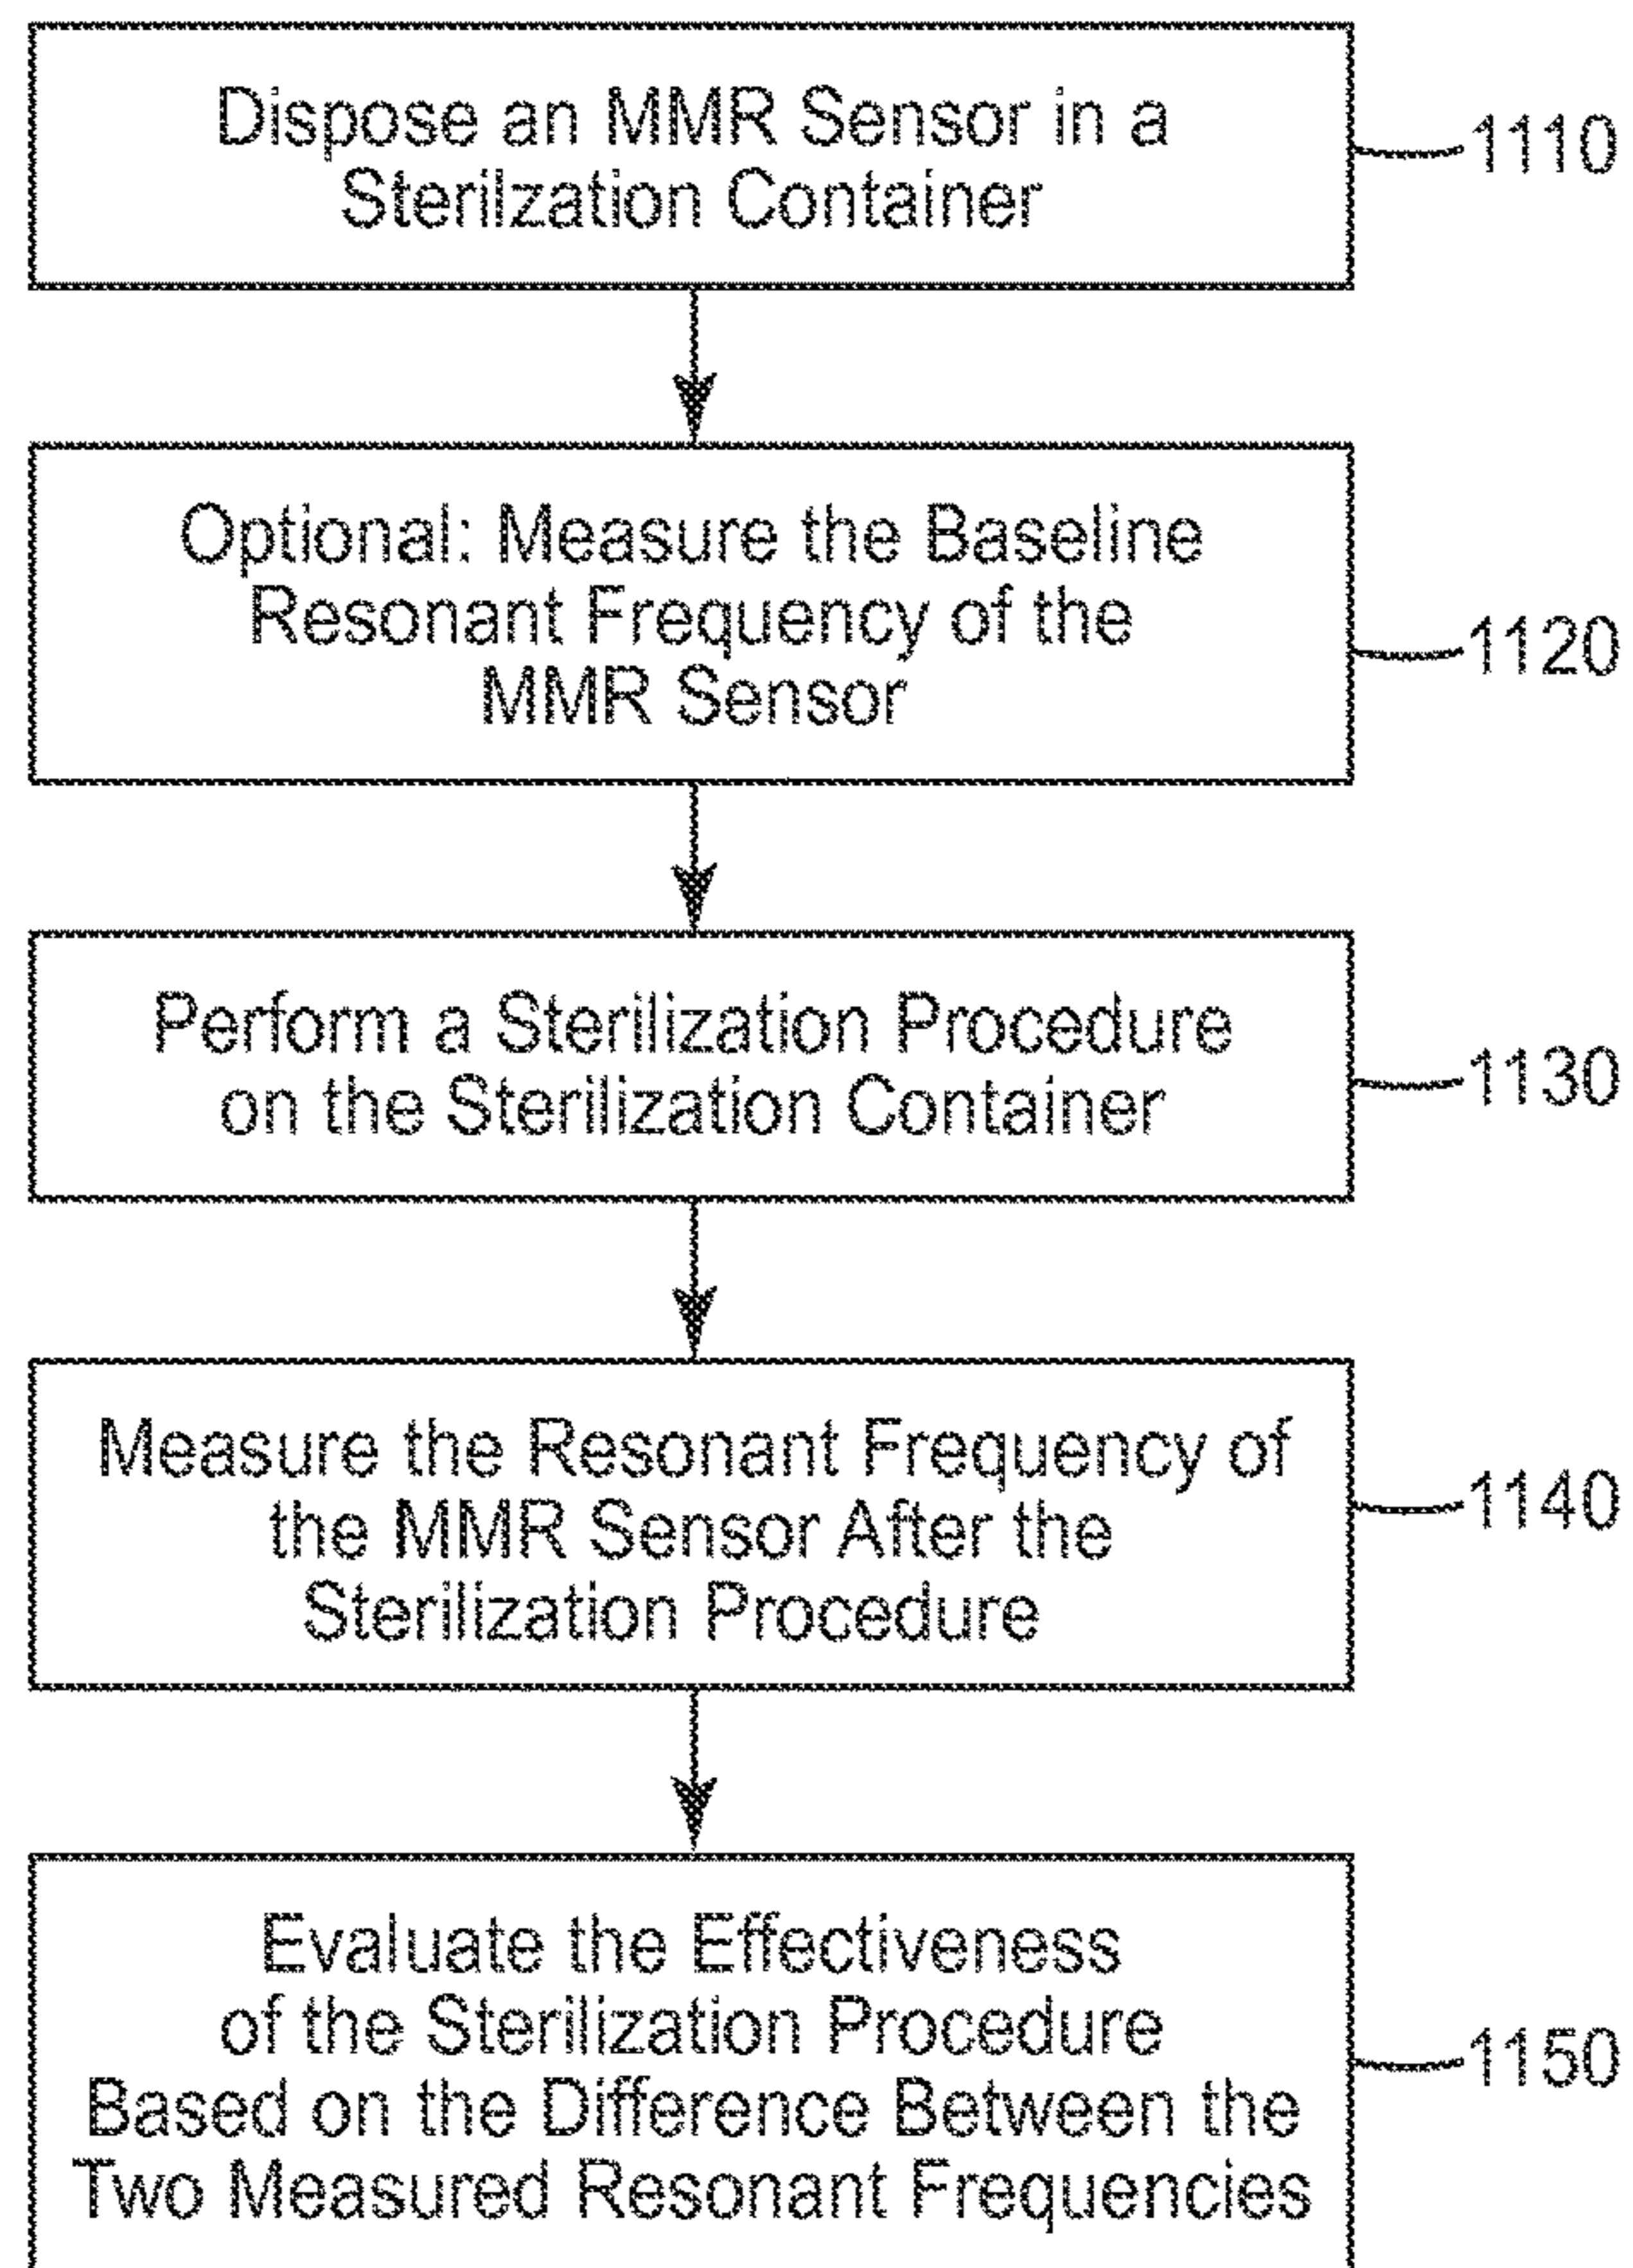 Dispose an MMR Sensor in a
Sterilzation Container
1110
Optional: Measure the Baseline
Resonant Frequency of the
MMR Sensor
1120
Perform a Sterilization Procedure
on the Sterilization Container
1130
Measure the Resonant Frequency of
the MMR Sensor After the
Sterilization Procedure
1140
Evaluate the Effectiveness
of the Sterilization Procedure
Based on the Difference Between the
Two Measured Resonant Frequencies
1150